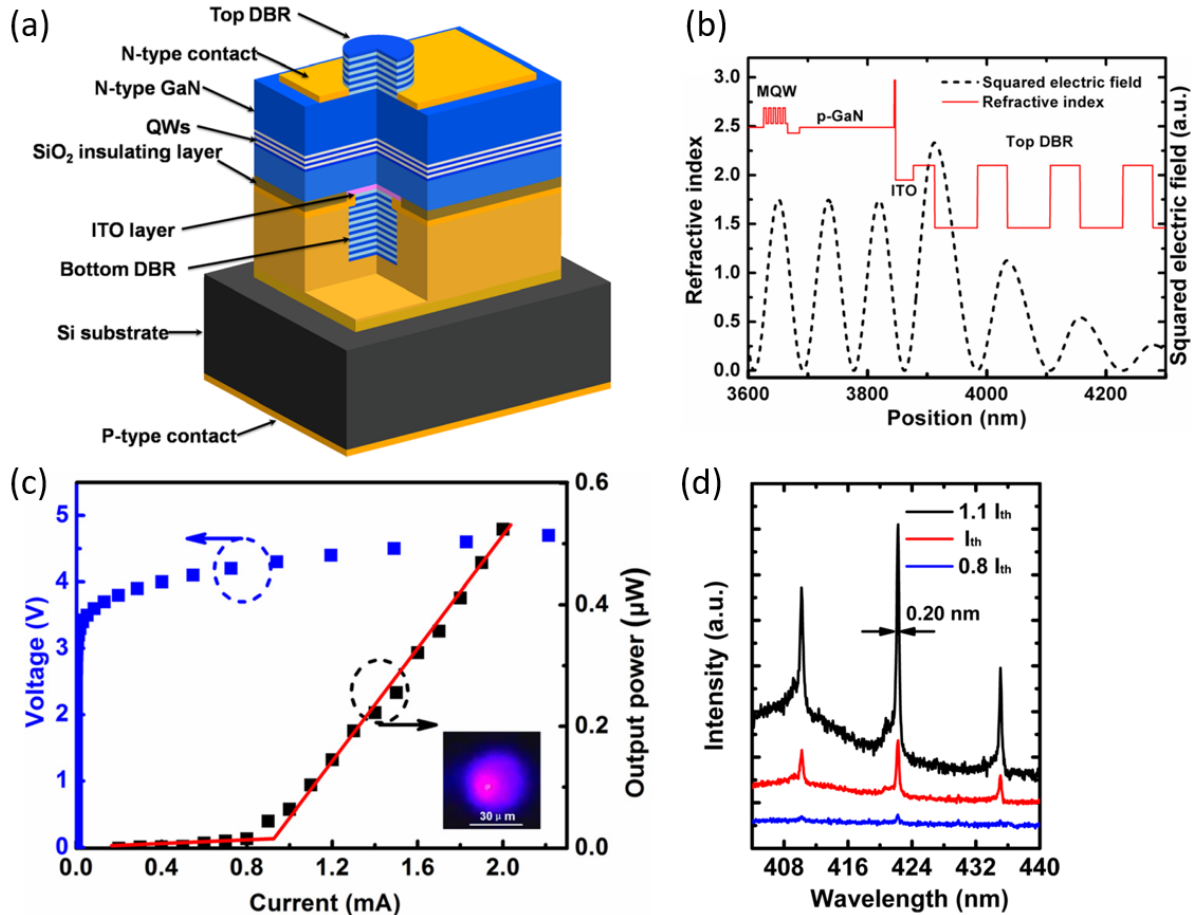 (a)
Top DBR
N-type contact
N-type GaN
QWs
SiO₂ insulating layer
ITO layer
Bottom DBR
Si substrate
P-type contact
(b)
3.0
2.5
2.0
1.5
1.0
0.5
0.0
Refractive index
MQW
p-GaN
ITO
Top DBR
Squared electric field
Refractive index
Squared electric field (a.u.)
3600 3800 4000 4200
Position (nm)
(c)
5
4
3
2
1
0
Voltage (V)
0.6
0.4
0.2
0.0
Output power (μW)
30 μ m
0.0 0.4 0.8 1.2 1.6 2.0
Current (mA)
(d)
1.1 Ith
Ith
0.8 Ith
0.20 nm
Intensity (a.u.)
408 416 424 432 440
Wavelength (nm)